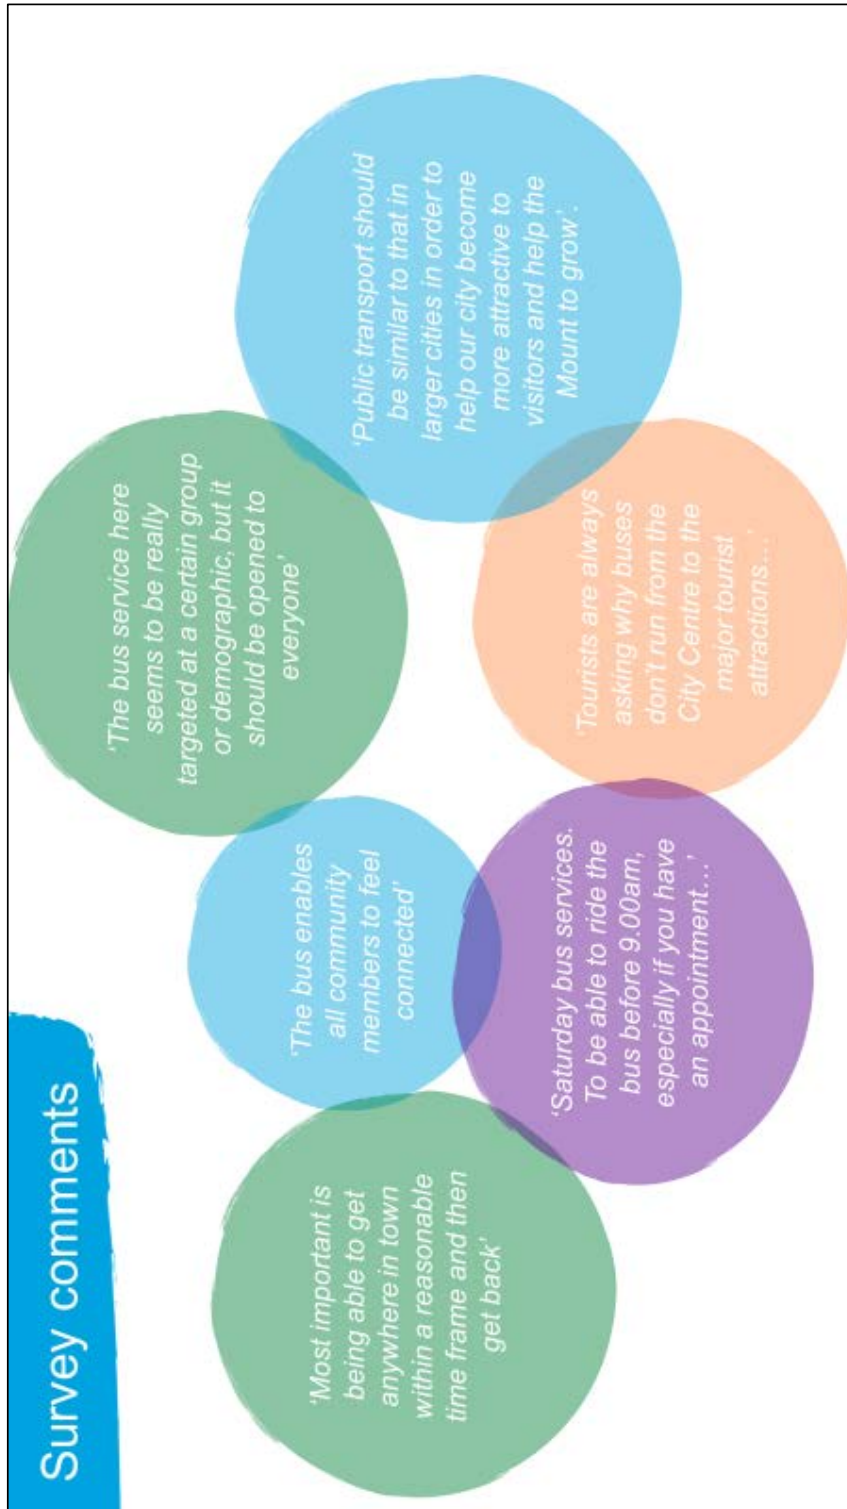 Survey comments
'Most important is
being able to get
anywhere in town
within a reasonable
time frame and then
get back'
'The bus enables
all community
members to feel
connected'
'Saturday bus services.
To be able to ride the
bus before 9.00am,
especially if you have
an appointment…'
'The bus service here
seems to be really
targeted at a certain group
or demographic, but it
should be opened to
everyone'
'Tourists are always
asking why buses
don't run from the
City Centre to the
major tourist
attractions…'
'Public transport should
be similar to that in
larger cities in order to
help our city become
more attractive to
visitors and help the
Mount to grow'.